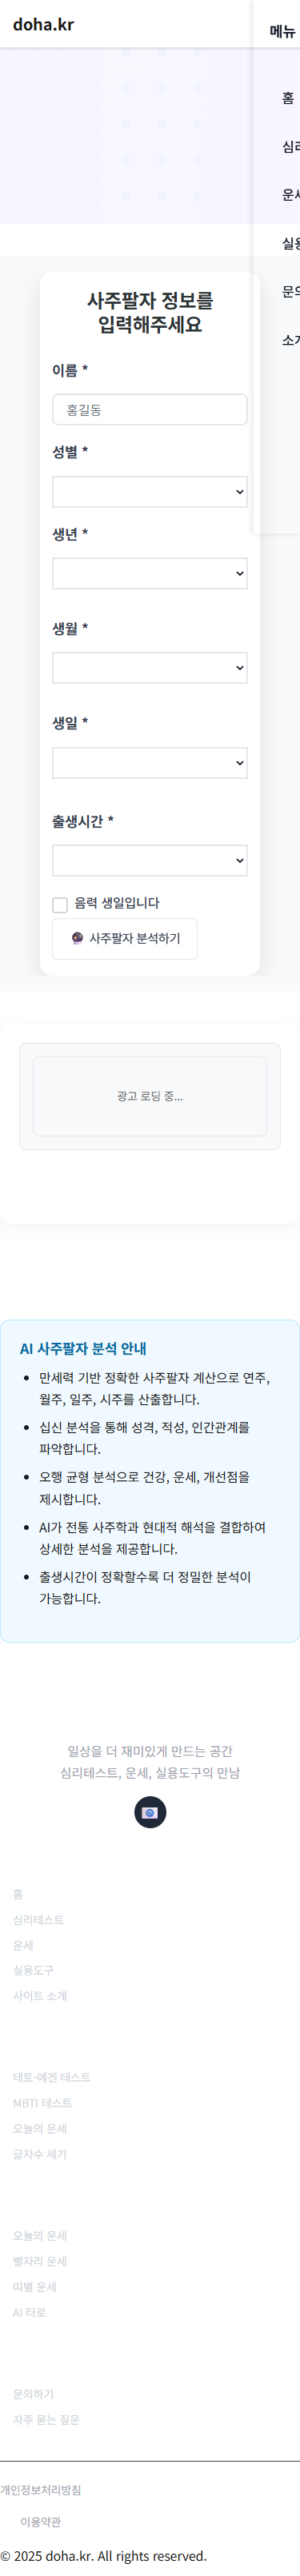 doha.kr
메뉴
홈
심리
운세
실용
문의
소개
사주팔자 정보를
입력해주세요
이름 *
홍길동
성별 *
생년 *
생월 *
생일 *
출생시간 *
음력 생일입니다
사주팔자 분석하기
광고 로딩 중...
AI 사주팔자 분석 안내
만세력 기반 정확한 사주팔자 계산으로 연주,
월주, 일주, 시주를 산출합니다.
십신 분석을 통해 성격, 적성, 인간관계를
파악합니다.
오행 균형 분석으로 건강, 운세, 개선점을
제시합니다.
AI가 전통 사주학과 현대적 해석을 결합하여
상세한 분석을 제공합니다.
출생시간이 정확할수록 더 정밀한 분석이
가능합니다.
일상을 더 재미있게 만드는 공간
심리테스트, 운세, 실용도구의 만남
홈
심리테스트
운세
실용도구
사이트 소개
테토-에겐 테스트
MBTI 테스트
오늘의 운세
글자수 세기
오늘의 운세
별자리 운세
띠별 운세
AI 타로
문의하기
자주 묻는 질문
개인정보처리방침
이용약관
© 2025 doha.kr. All rights reserved.